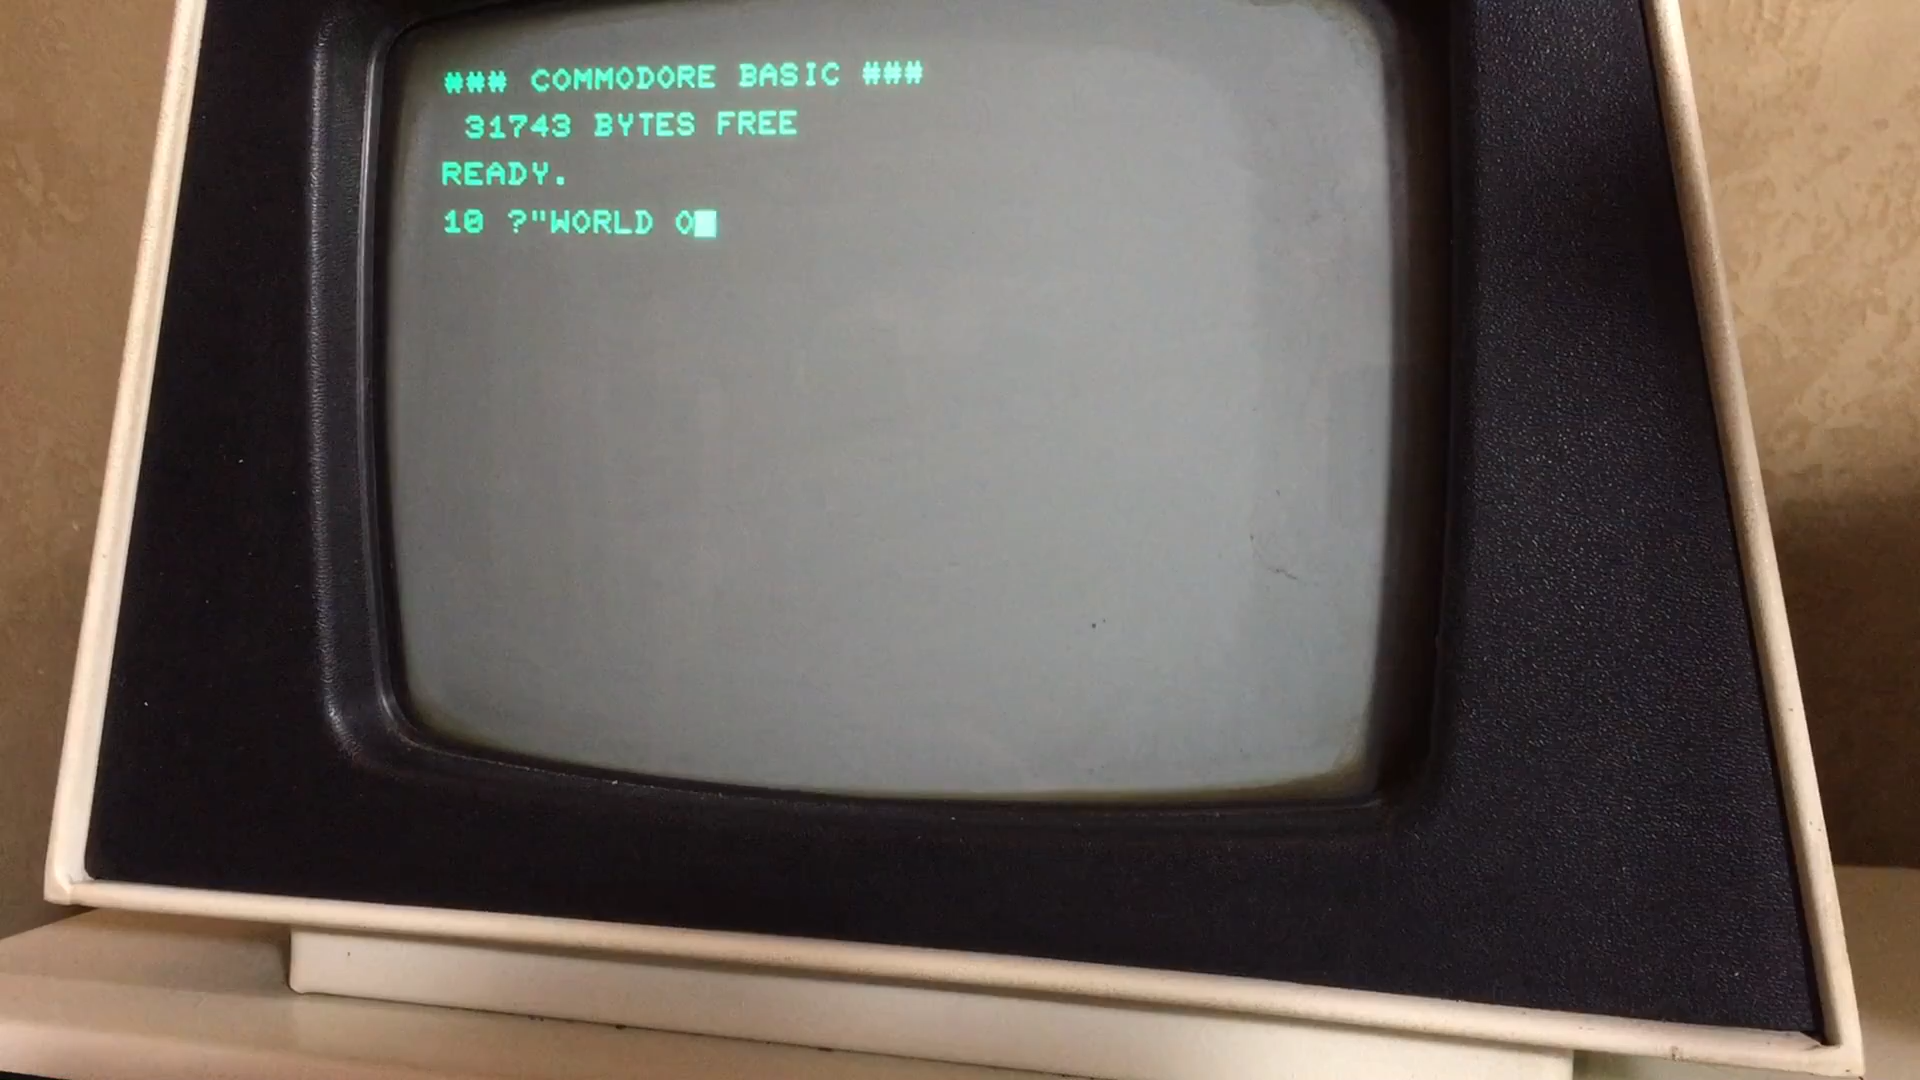 ### COMMODORE BASIC ###
31743 BYTES FREE
READY.
10 ?"WORLD O